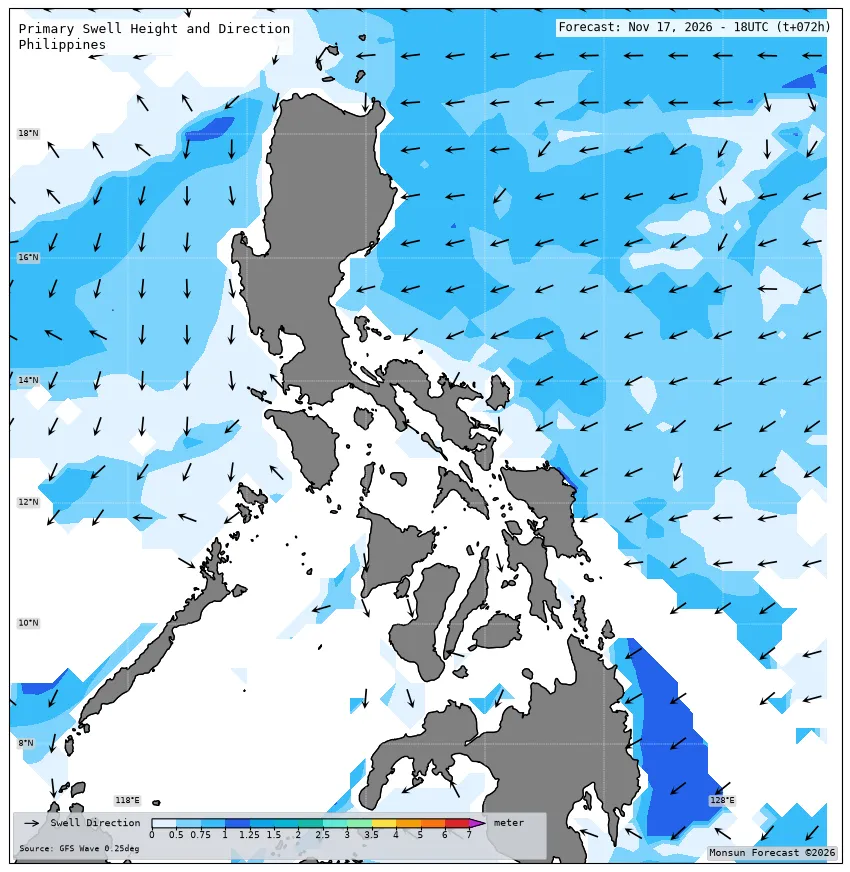 Primary Swell Height and Direction
Philippines
Forecast: Nov 17, 2026 - 18UTC (t+072h)
18°N
16°N
14°N
12°N
10°N
8°N
118°E
128°E
Swell Direction
0 0.5 0.75 1 1.25 1.5 2 2.5 3 3.5 4 5 6 7
meter
Source: GFS Wave 0.25deg
Monsun Forecast ©2026